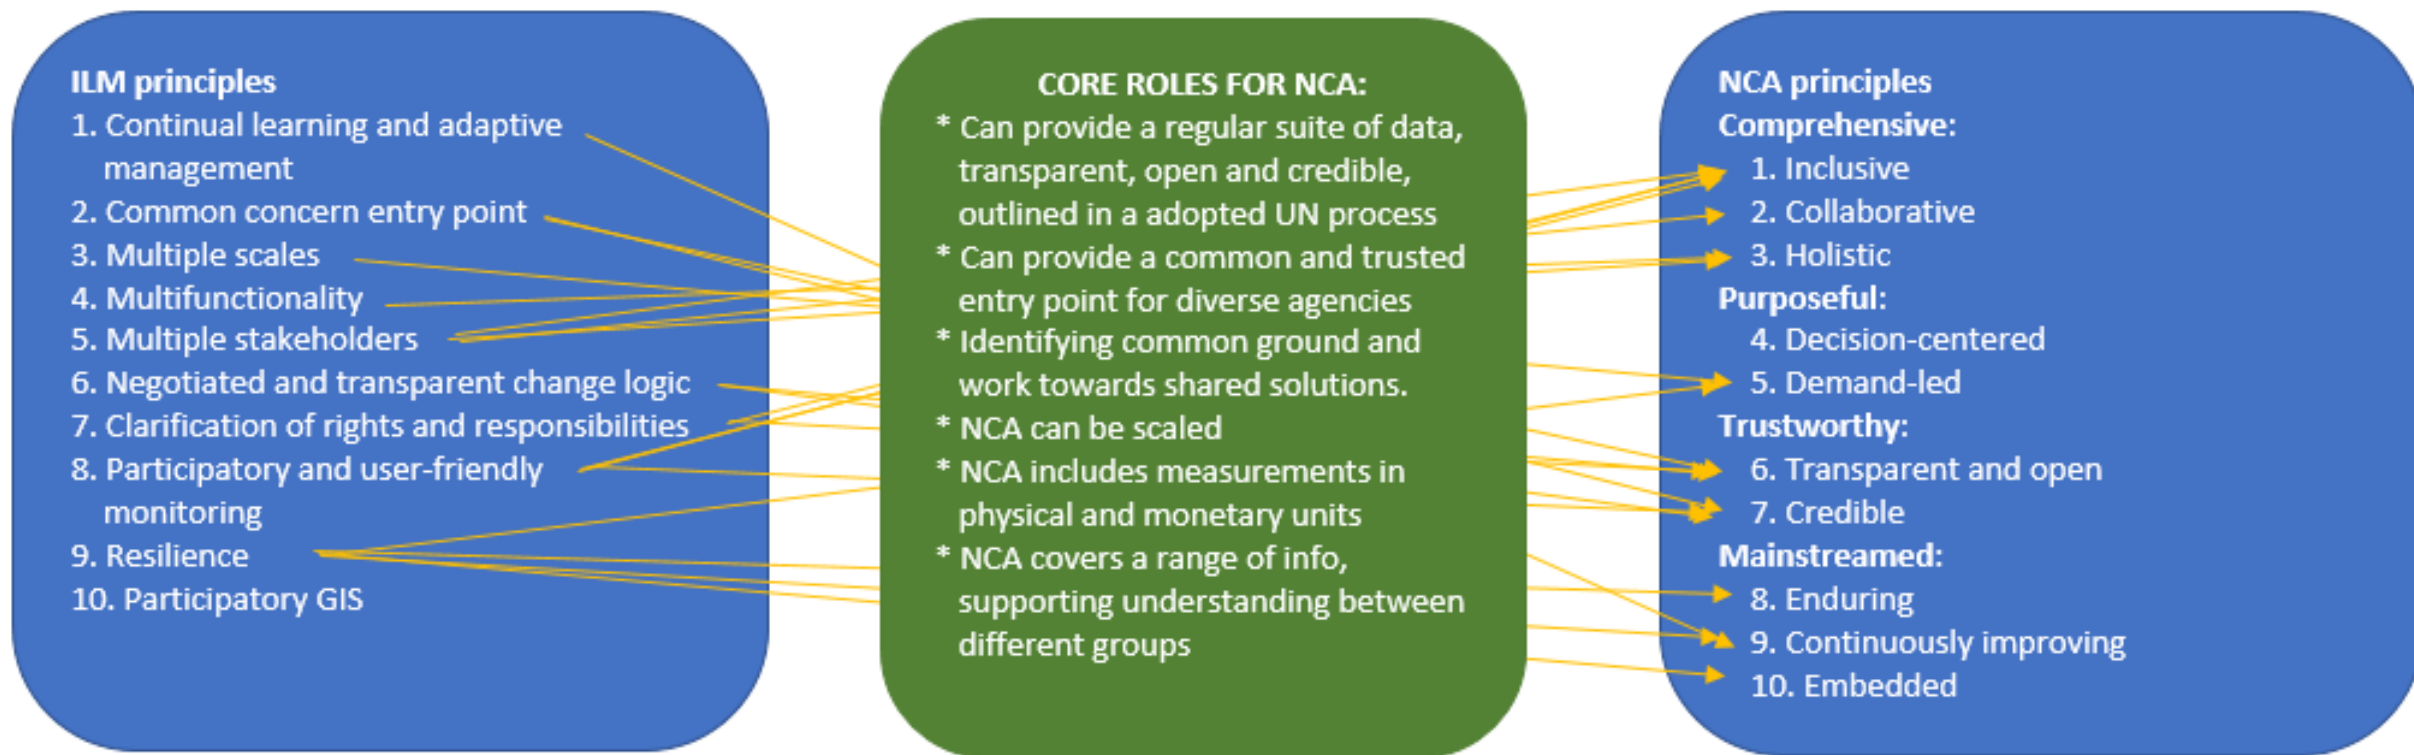 ILM principles
1. Continual learning and adaptive
management
2. Common concern entry point
3. Multiple scales
4. Multifunctionality
5. Multiple stakeholders
6. Negotiated and transparent change logic
7. Clarification of rights and responsibilities
8. Participatory and user-friendly
monitoring
9. Resilience
10. Participatory GIS
CORE ROLES FOR NCA:
* Can provide a regular suite of data,
transparent, open and credible,
outlined in a adopted UN process
* Can provide a common and trusted
entry point for diverse agencies
* Identifying common ground and
work towards shared solutions.
* NCA can be scaled
* NCA includes measurements in
physical and monetary units
* NCA covers a range of info,
supporting understanding between
different groups
NCA principles
Comprehensive:
1. Inclusive
2. Collaborative
3. Holistic
Purposeful:
4. Decision-centered
5. Demand-led
Trustworthy:
6. Transparent and open
7. Credible
Mainstreamed:
8. Enduring
9. Continuously improving
10. Embedded